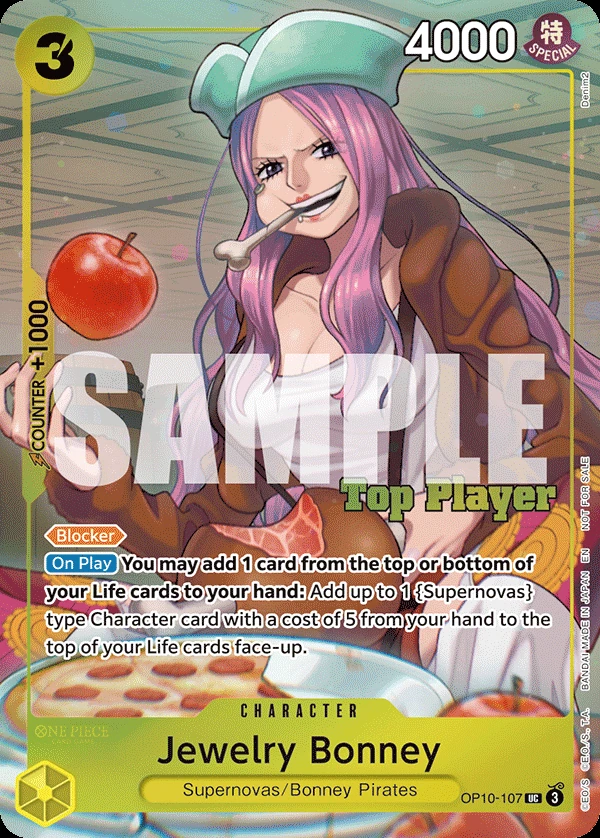 3
4000
特
SPECIAL
Denim2
COUNTER +1000
SAMPLE
Top Player
Blocker
On Play You may add 1 card from the top or bottom of
your Life cards to your hand: Add up to 1 {Supernovas}
type Character card with a cost of 5 from your hand to the
top of your Life cards face-up.
CHARACTER
ONE PIECE
CARD GAME
Jewelry Bonney
Supernovas/Bonney Pirates
OP10-107 UC 3
©E.O./S. T.A. BANDAI MADE IN JAPAN EN NOT FOR SALE